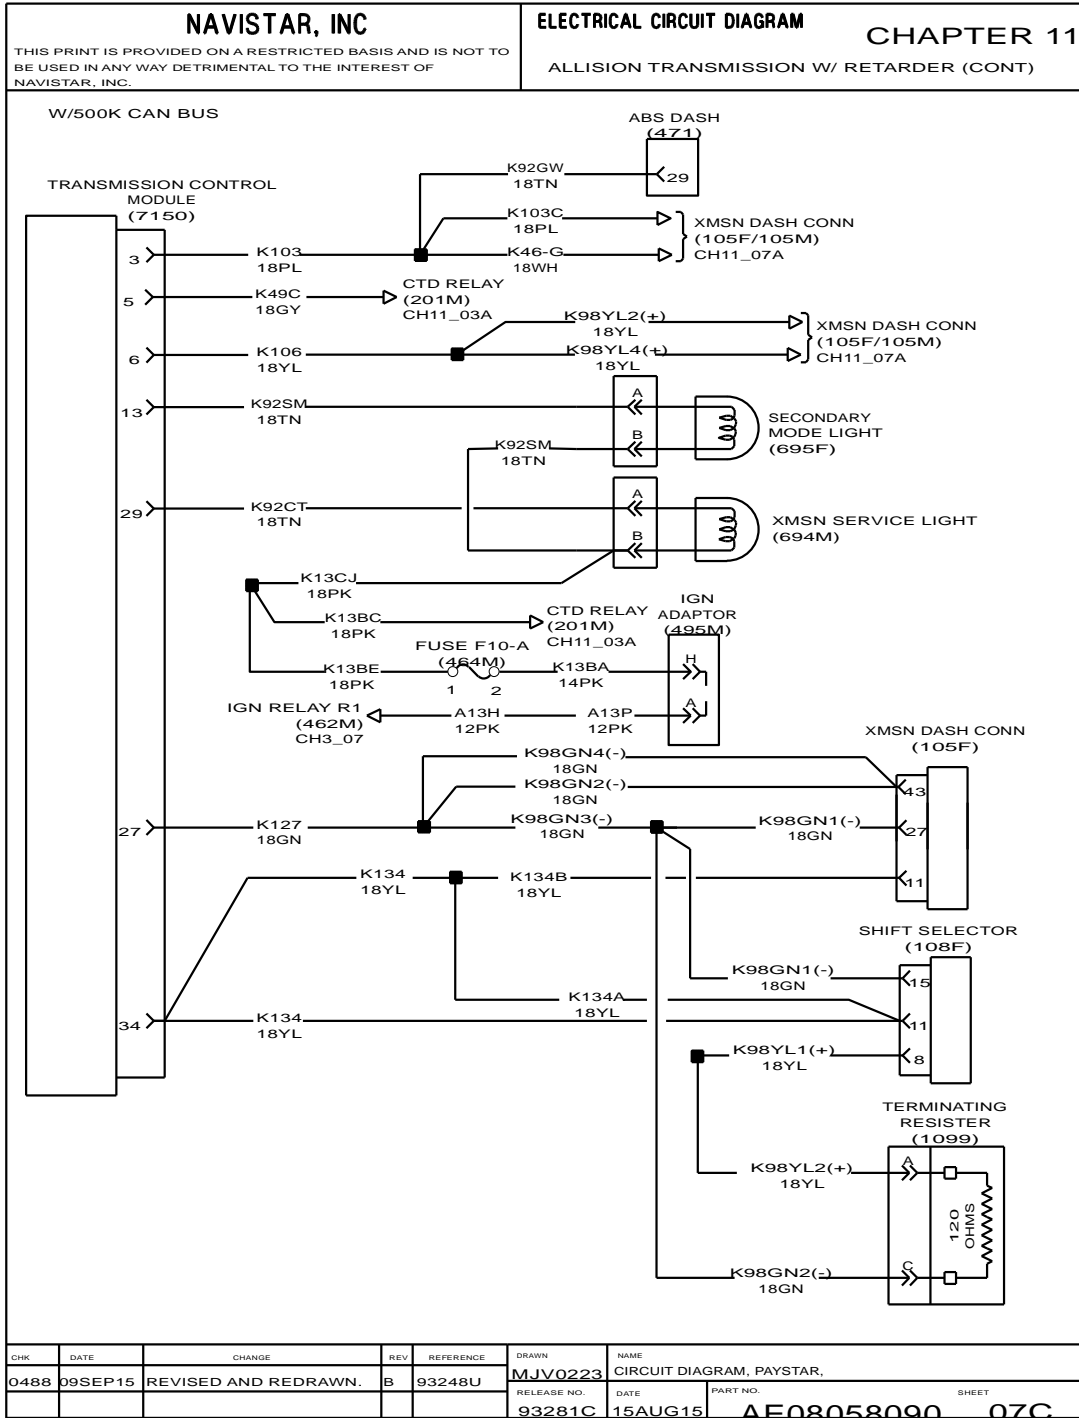 NAVISTAR, INC
THIS PRINT IS PROVIDED ON A RESTRICTED BASIS AND IS NOT TO
BE USED IN ANY WAY DETRIMENTAL TO THE INTEREST OF
NAVISTAR, INC.
ELECTRICAL CIRCUIT DIAGRAM
CHAPTER 11
ALLISION TRANSMISSION W/ RETARDER (CONT)
W/500K CAN BUS
TRANSMISSION CONTROL
MODULE
(7150)
ABS DASH
(471)
K92GW
18TN
29
K103C
18PL
XMSN DASH CONN
(105F/105M)
CH11_07A
3
K103
18PL
K46-G
18WH
5
K49C
18GY
CTD RELAY
(201M)
CH11_03A
K98YL2(+)
18YL
XMSN DASH CONN
(105F/105M)
CH11_07A
6
K106
18YL
K98YL4(+)
18YL
13
K92SM
18TN
A
B
SECONDARY
MODE LIGHT
(695F)
K92SM
18TN
29
K92CT
18TN
A
B
XMSN SERVICE LIGHT
(694M)
K13CJ
18PK
K13BC
18PK
CTD RELAY
(201M)
CH11_03A
IGN
ADAPTOR
(495M)
FUSE F10-A
(464M)
K13BE
18PK
1
2
K13BA
14PK
H
IGN RELAY R1
(462M)
CH3_07
A13H
12PK
A13P
12PK
A
XMSN DASH CONN
(105F)
K98GN4(-)
18GN
K98GN2(-)
18GN
43
27
K127
18GN
K98GN3(-)
18GN
K98GN1(-)
18GN
27
K134
18YL
K134B
18YL
11
SHIFT SELECTOR
(108F)
K98GN1(-)
18GN
15
K134A
18YL
34
K134
18YL
11
K98YL1(+)
18YL
8
TERMINATING
RESISTER
(1099)
K98YL2(+)
18YL
A
120
OHMS
K98GN2(-)
18GN
C
CHK DATE CHANGE REV REFERENCE
0488 09SEP15 REVISED AND REDRAWN. B 93248U
DRAWN
MJV0223
NAME
CIRCUIT DIAGRAM, PAYSTAR,
RELEASE NO.
93281C
DATE
15AUG15
PART NO.
AE08058090
SHEET
07C